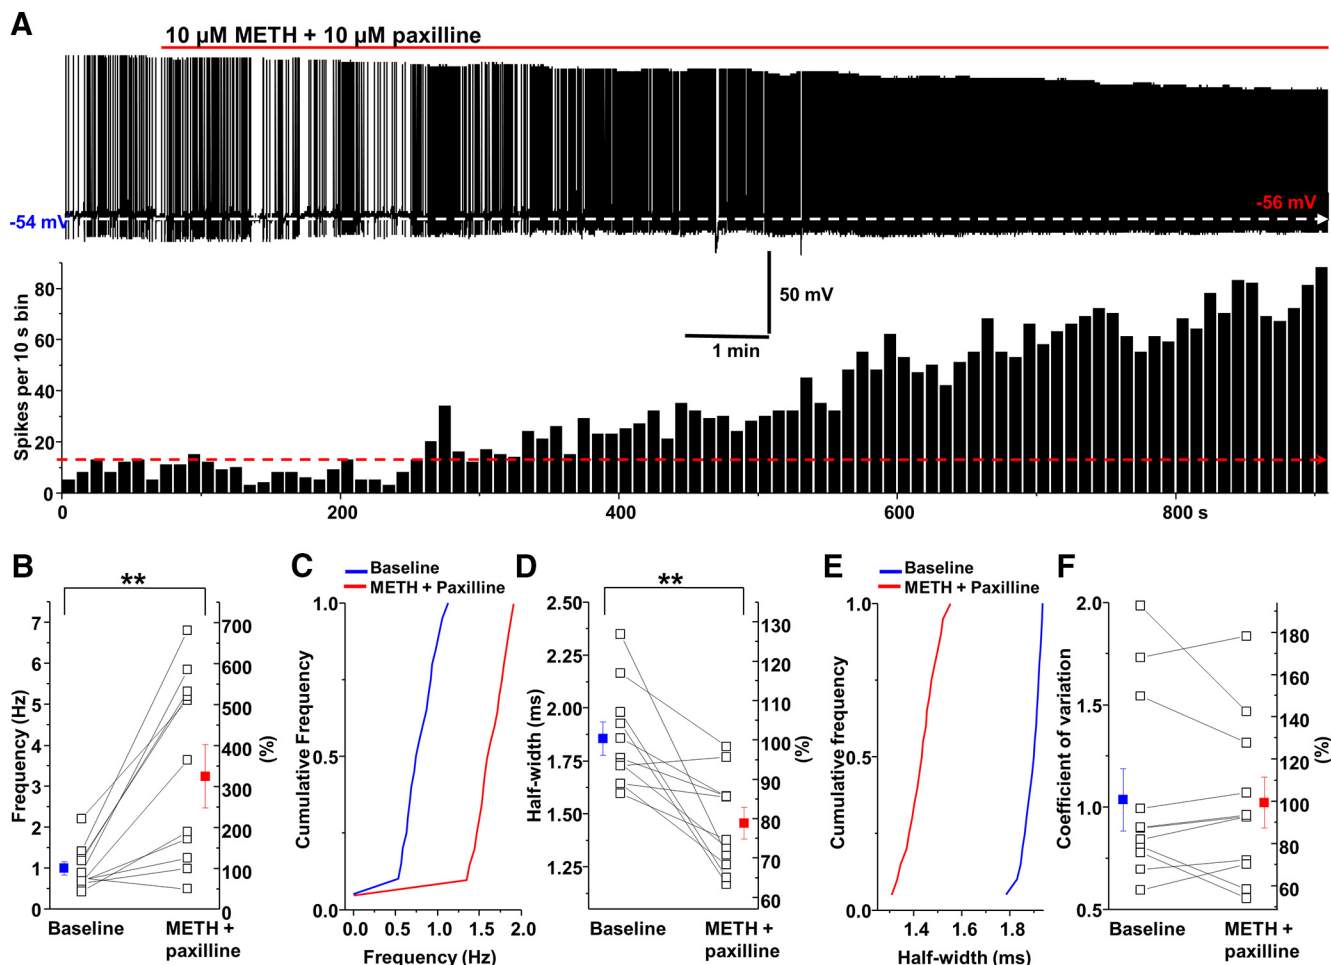 A
10 µM METH + 10 µM paxilline
-54 mV
-56 mV
50 mV
1 min
Spikes per 10 s bin
80
60
40
20
0
0 200 400 600 800 s
B
**
Frequency (Hz)
7
6
5
4
3
2
1
0
700
600
500
400
300
200
100
0
(%)
Baseline
METH +
paxilline
C
Baseline
METH + Paxilline
Cumulative Frequency
1.0
0.5
0.0
0.0 0.5 1.0 1.5 2.0
Frequency (Hz)
D
**
Half-width (ms)
2.50
2.25
2.00
1.75
1.50
1.25
130
120
110
100
90
80
70
60
(%)
Baseline
METH +
paxilline
E
Baseline
METH + Paxilline
Cumulative frequency
1.0
0.5
0.0
1.4 1.6 1.8
Half-width (ms)
F
Coefficient of variation
2.0
1.5
1.0
0.5
180
160
140
120
100
80
60
(%)
Baseline
METH +
paxilline